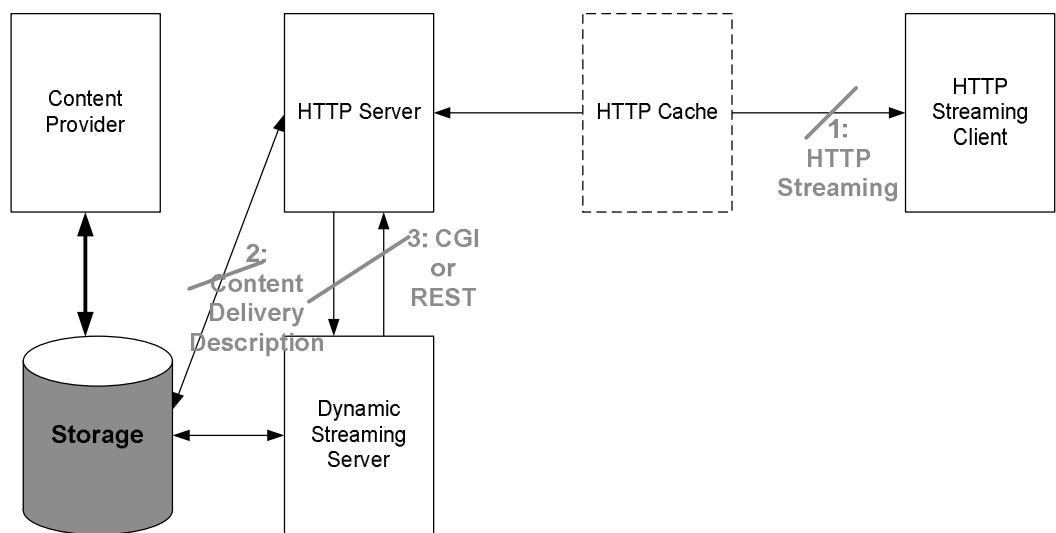 Content
Provider
HTTP Server
HTTP Cache
HTTP
Streaming
Client
1:
HTTP
Streaming
2:
Content
Delivery
Description
3: CGI
or
REST
Storage
Dynamic
Streaming
Server